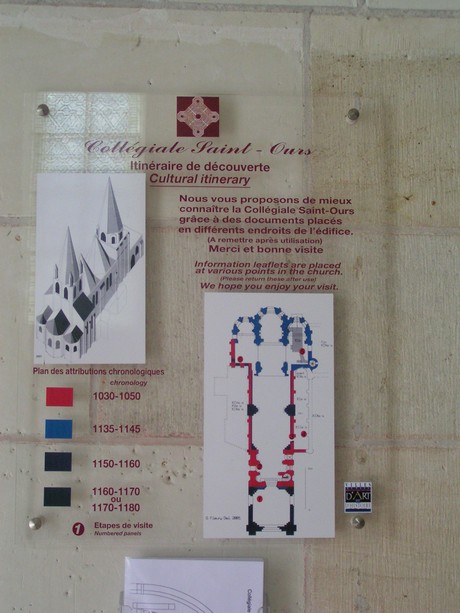 Collégiale Saint - Ours
Itinéraire de découverte
Cultural itinerary
Nous vous proposons de mieux
connaître la Collégiale Saint-Ours
grâce à des documents placés
en différents endroits de l'édifice.
(A remettre après utilisation)
Merci et bonne visite
Information leaflets are placed
at various points in the church.
(Please return these after use)
We hope you enjoy your visit.
Plan des attributions chronologiques
chronology
1030-1050
1135-1145
1150-1160
1160-1170
ou
1170-1180
1 Etapes de visite
Numbered panels
VILLES
D'ART
Collégiale